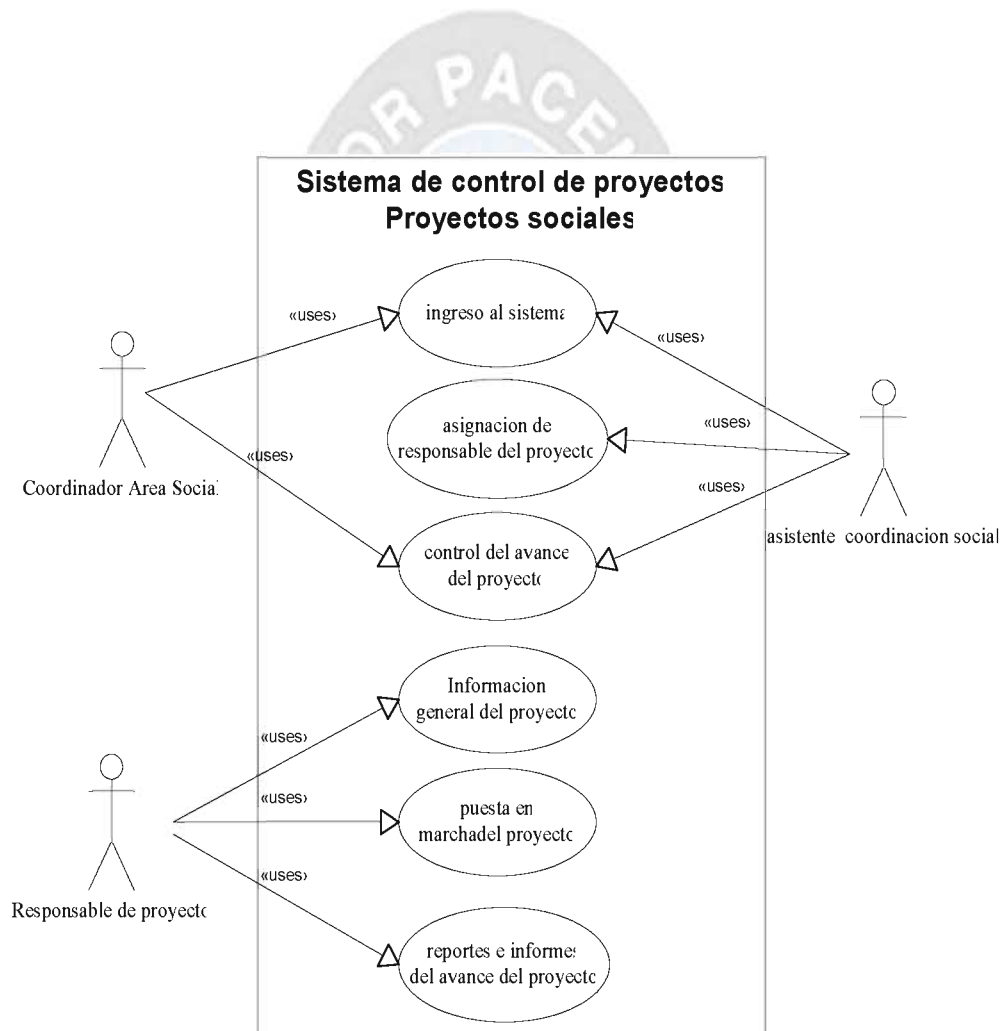 OR PACEÑ
Sistema de control de proyectos
Proyectos sociales
«uses›
ingreso al sistema
«uses›
asignacion de
responsable del proyecto
«uses›
«uses›
Coordinador Area Social
«uses›
control del avance
del proyecto
asistente coordinacion social
Informacion
general del proyecto
«uses›
«uses›
puesta en
marchadel proyecto
«uses›
Responsable de proyecto
reportes e informes
del avance del proyecto